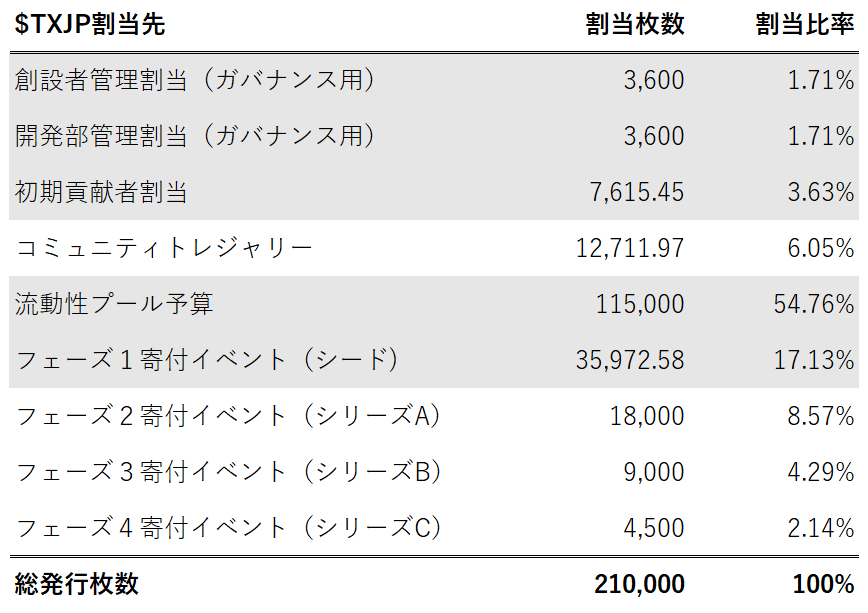 $TXJP割当先 割当枚数 割当比率
創設者管理割当（ガバナンス用） 3,600 1.71%
開発部管理割当（ガバナンス用） 3,600 1.71%
初期貢献者割当 7,615.45 3.63%
コミュニティトレジャリー 12,711.97 6.05%
流動性プール予算 115,000 54.76%
フェーズ１寄付イベント（シード） 35,972.58 17.13%
フェーズ２寄付イベント（シリーズA） 18,000 8.57%
フェーズ３寄付イベント（シリーズB） 9,000 4.29%
フェーズ４寄付イベント（シリーズC） 4,500 2.14%
総発行枚数 210,000 100%